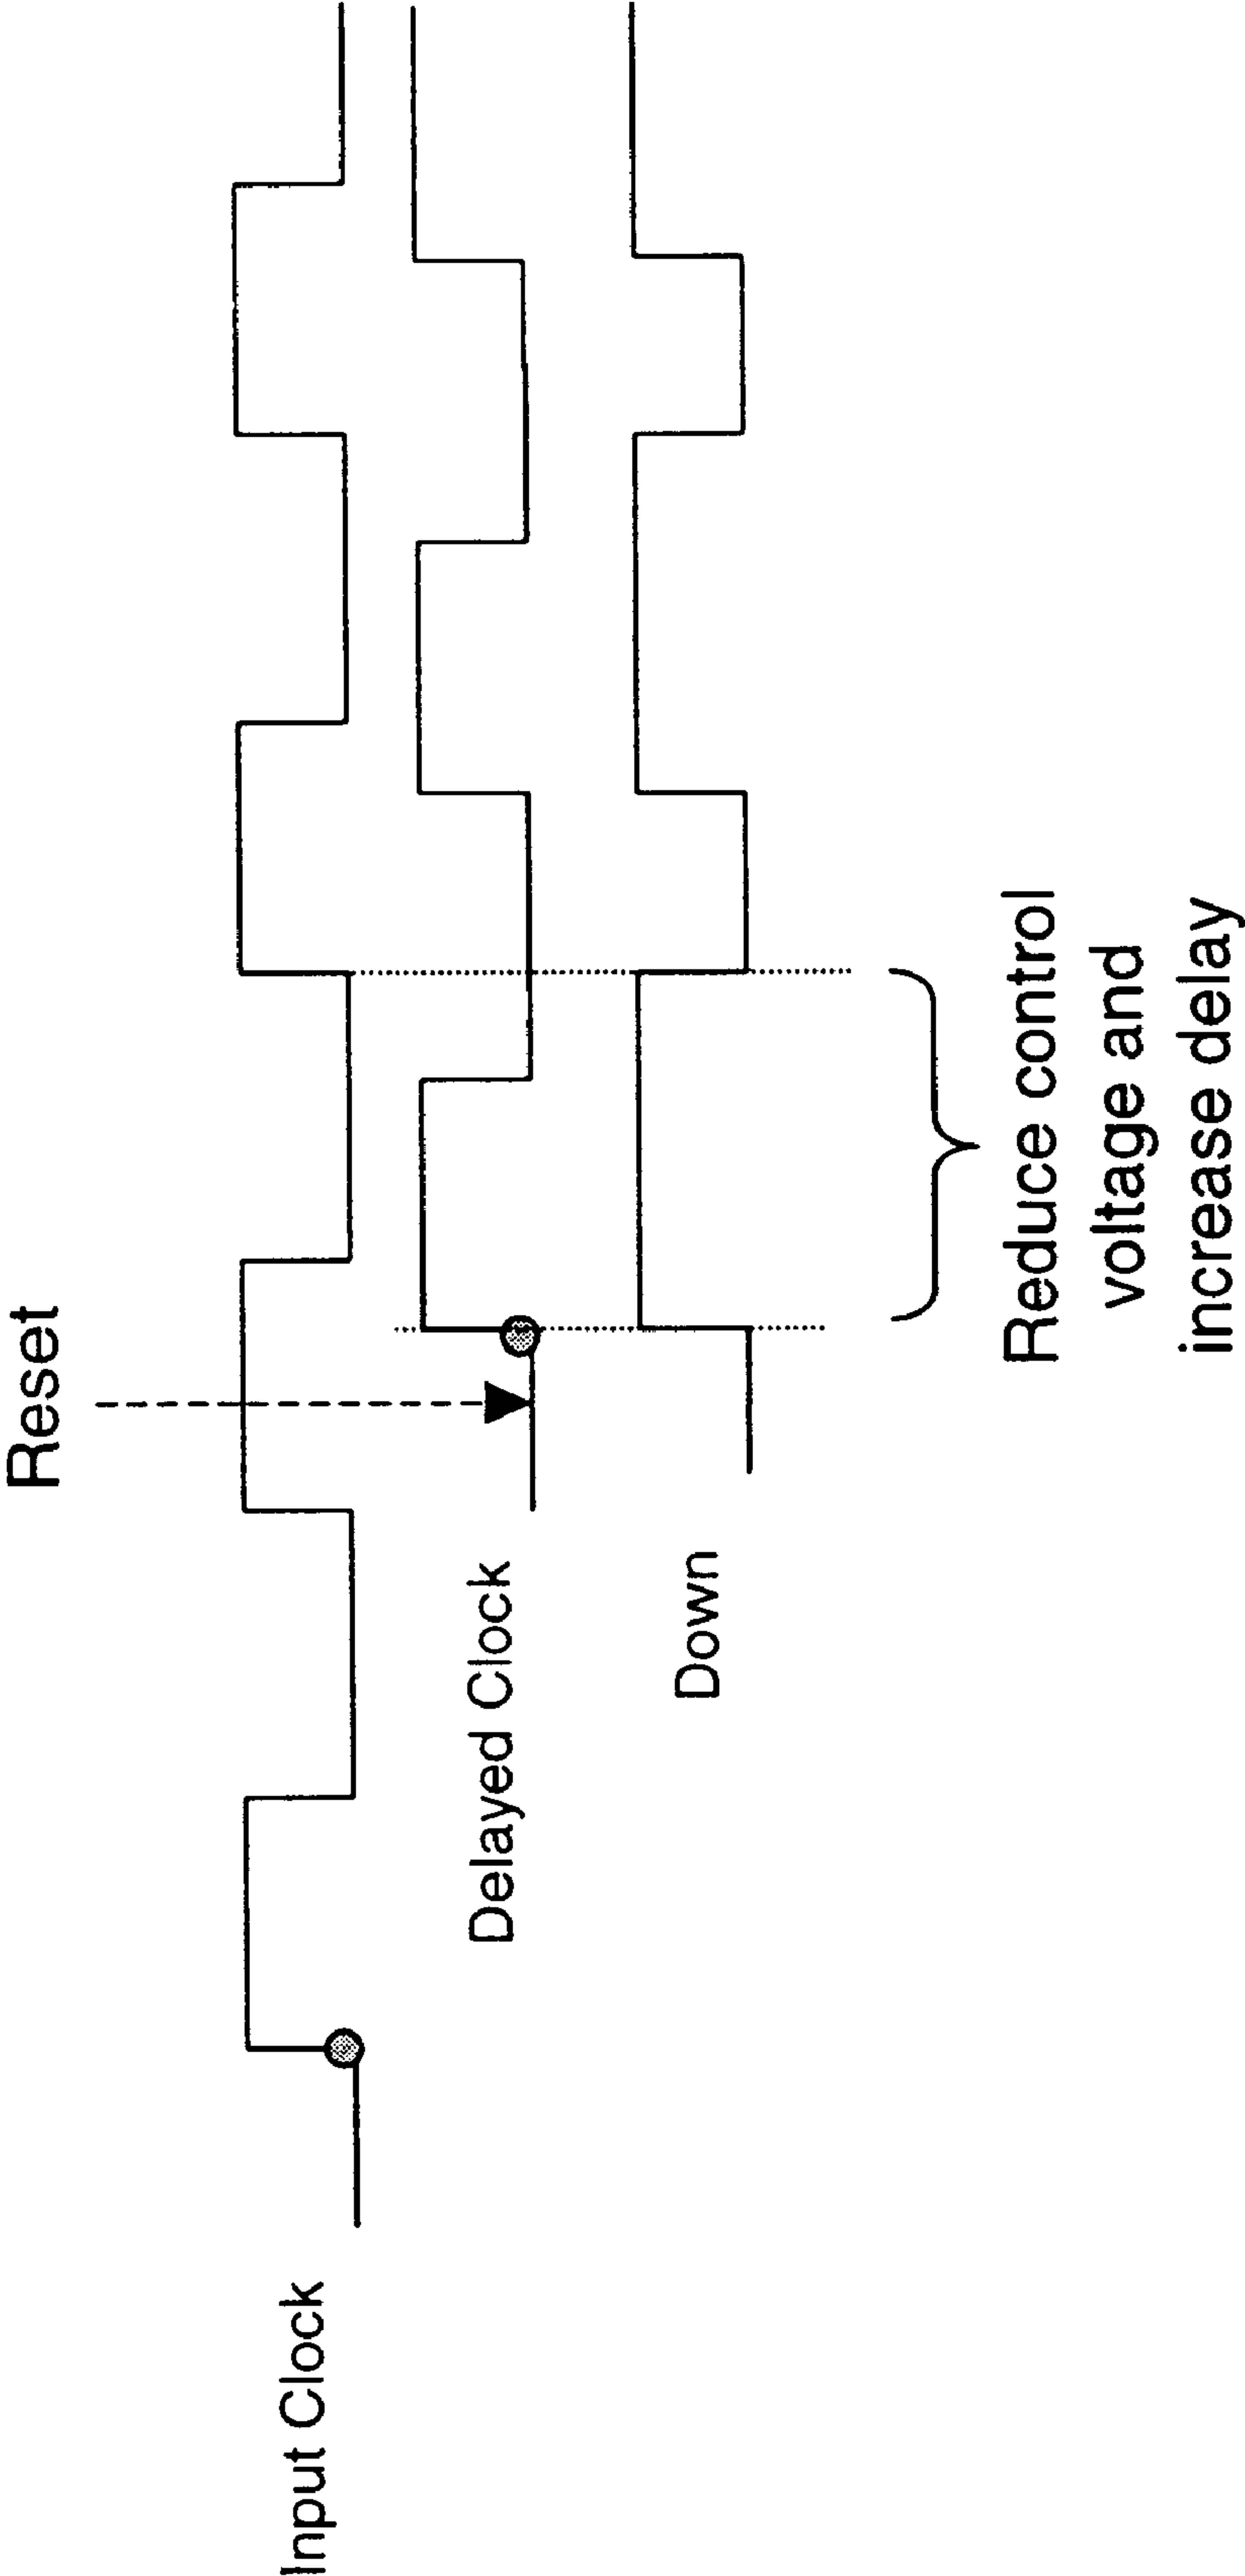 Reset
Input Clock
Delayed Clock
Down
Reduce control
voltage and
increase delay